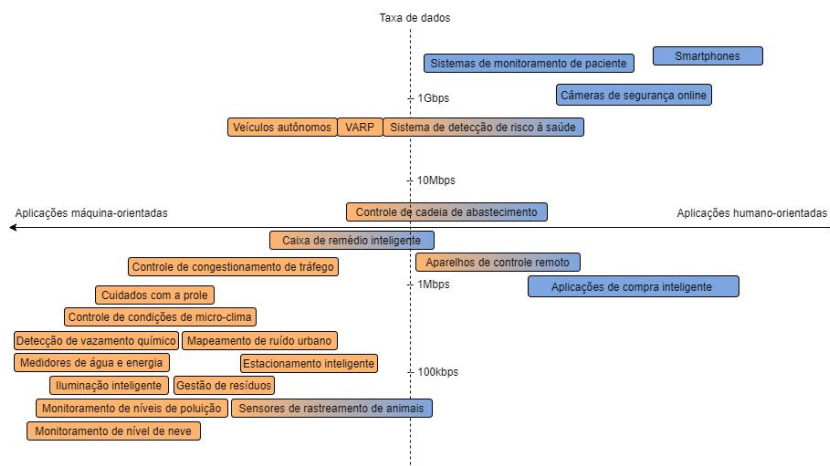 Taxa de dados
Smartphones
Sistemas de monitoramento de paciente
Câmeras de segurança online
1Gbps
Veículos autônomos
VARP
Sistema de detecção de risco à saúde
10Mbps
Aplicações máquina-orientadas
Controle de cadeia de abastecimento
Aplicações humano-orientadas
Caixa de remédio inteligente
Controle de congestionamento de tráfego
Aparelhos de controle remoto
1Mbps
Aplicações de compra inteligente
Cuidados com a prole
Controle de condições de micro-clima
Detecção de vazamento químico
Mapeamento de ruído urbano
Medidores de água e energia
Estacionamento inteligente
100kbps
Iluminação inteligente
Gestão de resíduos
Monitoramento de níveis de poluição
Sensores de rastreamento de animais
Monitoramento de nível de neve